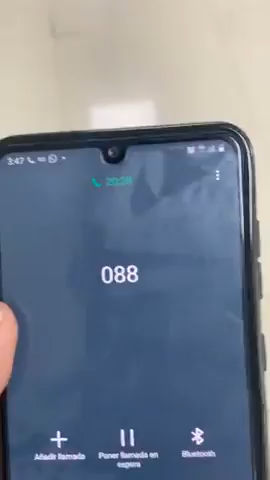 3:47
20:28
088
Añadir llamada
Poner llamada en
espera
Bluetooth